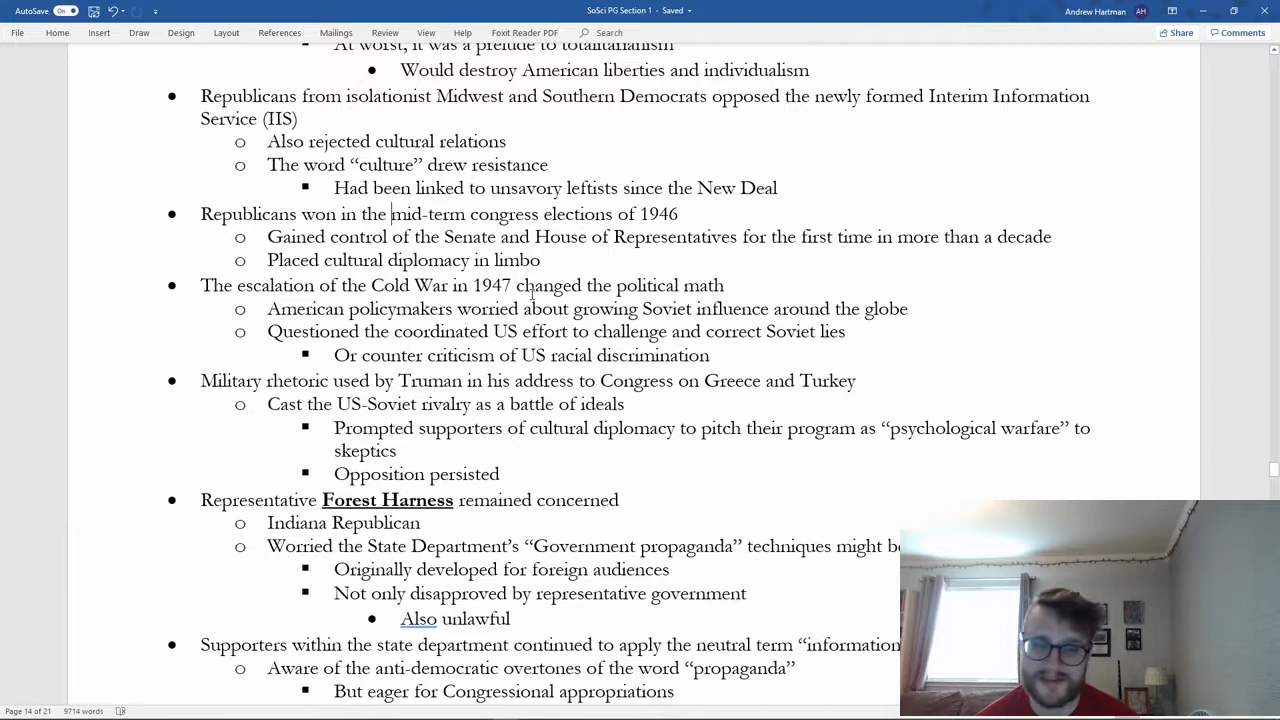 AutoSave On SoSci PG Section 1 - Saved Andrew Hartman AH
File Home Insert Draw Design Layout References Mailings Review View Help Foxit Reader PDF Search Share Comments
At worst, it was a prelude to totalitarianism
Would destroy American liberties and individualism
Republicans from isolationist Midwest and Southern Democrats opposed the newly formed Interim Information
Service (IIS)
Also rejected cultural relations
The word “culture” drew resistance
Had been linked to unsavory leftists since the New Deal
Republicans won in the mid-term congress elections of 1946
Gained control of the Senate and House of Representatives for the first time in more than a decade
Placed cultural diplomacy in limbo
The escalation of the Cold War in 1947 changed the political math
American policymakers worried about growing Soviet influence around the globe
Questioned the coordinated US effort to challenge and correct Soviet lies
Or counter criticism of US racial discrimination
Military rhetoric used by Truman in his address to Congress on Greece and Turkey
Cast the US-Soviet rivalry as a battle of ideals
Prompted supporters of cultural diplomacy to pitch their program as “psychological warfare” to
skeptics
Opposition persisted
Representative Forest Harness remained concerned
Indiana Republican
Worried the State Department’s “Government propaganda” techniques might be
Originally developed for foreign audiences
Not only disapproved by representative government
Also unlawful
Supporters within the state department continued to apply the neutral term “information
Aware of the anti-democratic overtones of the word “propaganda”
But eager for Congressional appropriations
Page 14 of 21 9714 words